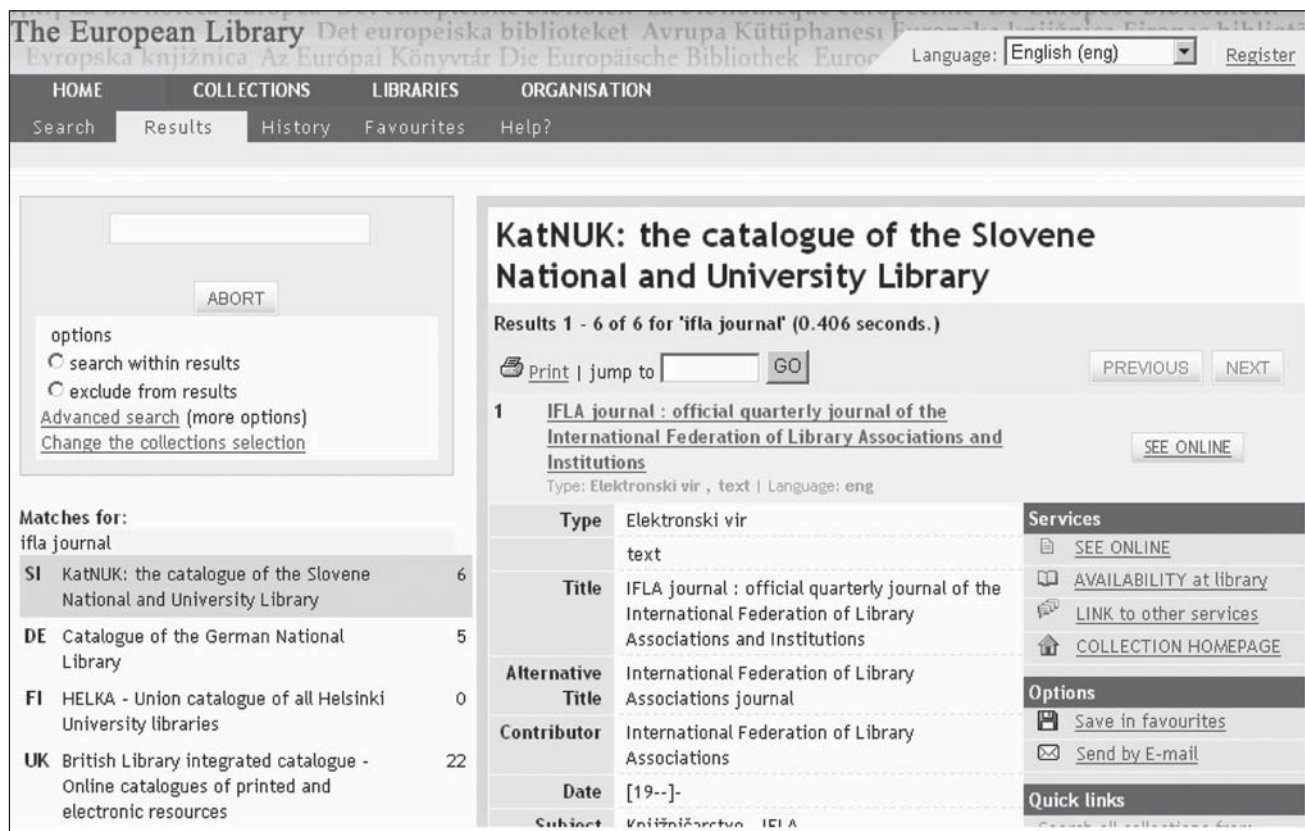 The European Library Det europeiska biblioteket Avrupa Kütüphanesı
Evropska knjižnica Az Európai Könyvtár Die Europäische Bibliothek
Language: English (eng) Register
HOME COLLECTIONS LIBRARIES ORGANISATION
Search Results History Favourites Help?
ABORT
options
search within results
exclude from results
Advanced search (more options)
Change the collections selection
Matches for:
ifla journal
SI KatNUK: the catalogue of the Slovene 6
National and University Library
DE Catalogue of the German National 5
Library
FI HELKA - Union catalogue of all Helsinki 0
University libraries
UK British Library integrated catalogue - 22
Online catalogues of printed and
electronic resources
KatNUK: the catalogue of the Slovene
National and University Library
Results 1 - 6 of 6 for 'ifla journal' (0.406 seconds.)
Print | jump to GO PREVIOUS NEXT
1 IFLA journal : official quarterly journal of the
International Federation of Library Associations and
Institutions
SEE ONLINE
Type: Elektronski vir , text | Language: eng
Type Elektronski vir
text
Title IFLA journal : official quarterly journal of the
International Federation of Library
Associations and Institutions
Alternative Title International Federation of Library
Associations journal
Contributor International Federation of Library
Associations
Date [19--]-
Subject Knjižničarstvo IFLA
Services
SEE ONLINE
AVAILABILITY at library
LINK to other services
COLLECTION HOMEPAGE
Options
Save in favourites
Send by E-mail
Quick links